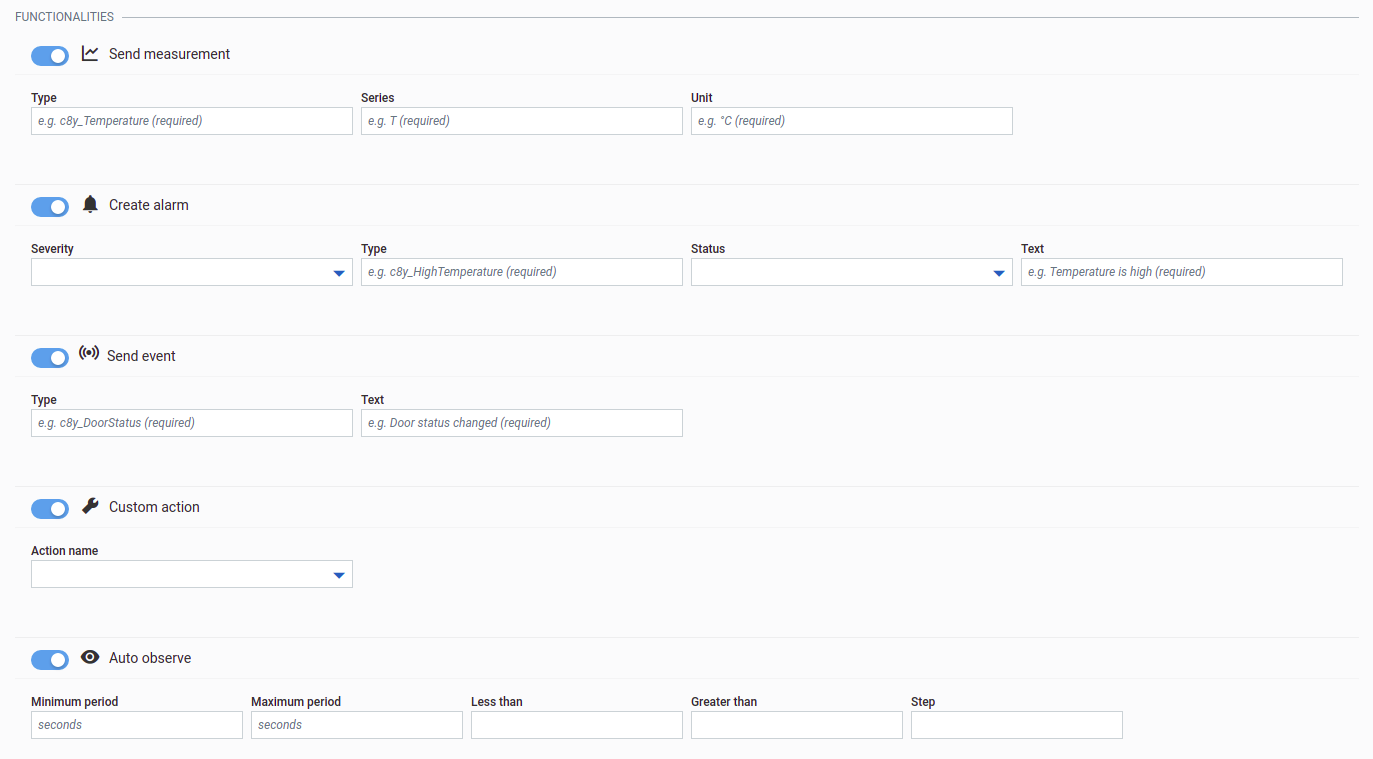 FUNCTIONALITIES
Send measurement
Type Series Unit
e.g. c8y_Temperature (required) e.g. T (required) e.g. °C (required)
Create alarm
Severity Type Status Text
e.g. c8y_HighTemperature (required) e.g. Temperature is high (required)
Send event
Type Text
e.g. c8y_DoorStatus (required) e.g. Door status changed (required)
Custom action
Action name
Auto observe
Minimum period Maximum period Less than Greater than Step
seconds seconds